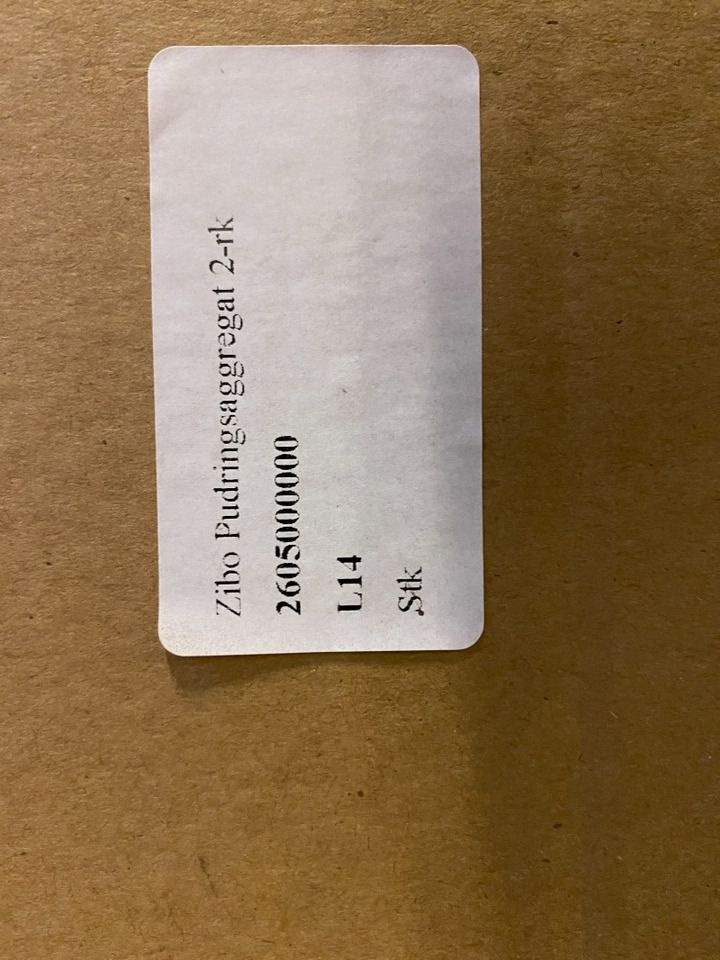 Zibo Pudringsaggregat 2-rk
2605000000
L14
Stk